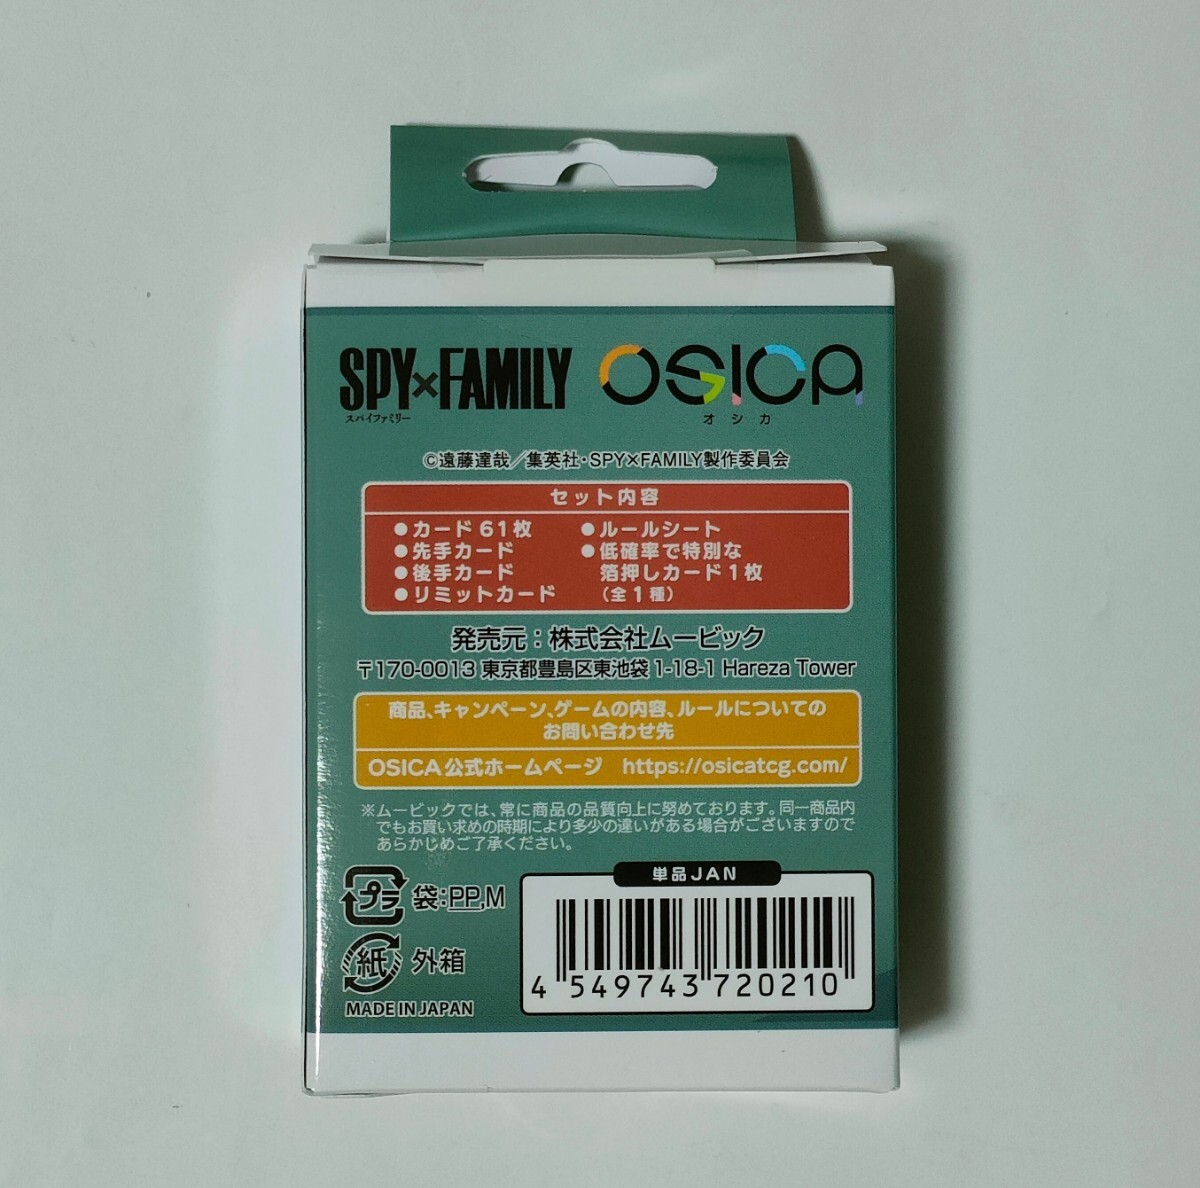 SPY×FAMILY
スパイファミリー
OSICA
オシカ
©遠藤達哉／集英社・SPY×FAMILY製作委員会
セット内容
●カード 61枚
●先手カード
●後手カード
●リミットカード
●ルールシート
●低確率で特別な
箔押しカード1枚
（全1種）
発売元：株式会社ムービック
〒170-0013 東京都豊島区東池袋 1-18-1 Hareza Tower
商品、キャンペーン、ゲームの内容、ルールについての
お問い合わせ先
OSICA公式ホームページ https://osicatcg.com/
※ムービックでは、常に商品の品質向上に努めております。同一商品内
でもお買い求めの時期により多少の違いがある場合がございますので
あらかじめご了承ください。
プラ 袋：PP,M
紙 外箱
MADE IN JAPAN
単品JAN
4 549743 720210